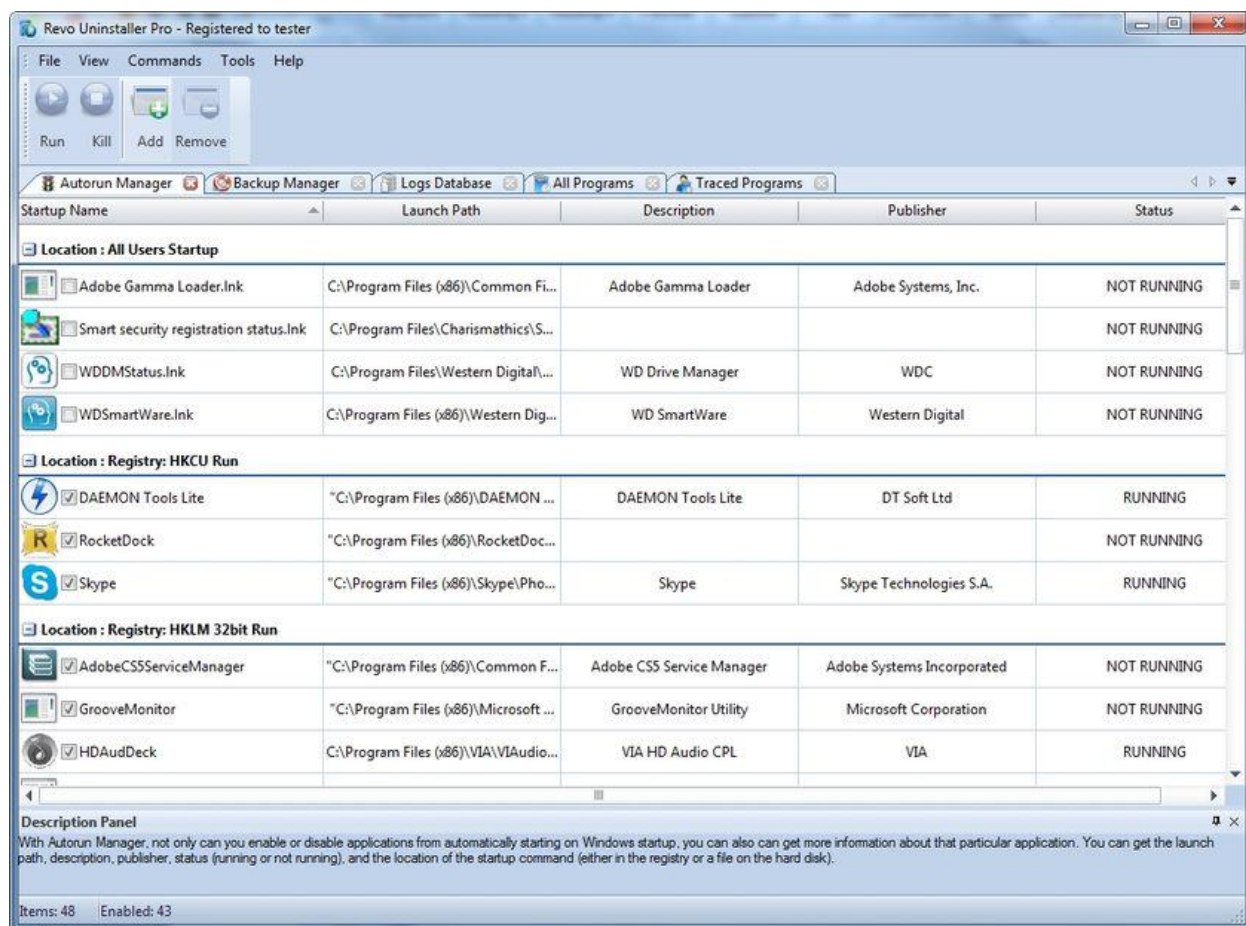 Revo Uninstaller Pro - Registered to tester
File View Commands Tools Help
Run Kill Add Remove
Autorun Manager Backup Manager Logs Database All Programs Traced Programs
Startup Name Launch Path Description Publisher Status
Location : All Users Startup
Adobe Gamma Loader.lnk C:\Program Files (x86)\Common Fi... Adobe Gamma Loader Adobe Systems, Inc. NOT RUNNING
Smart security registration status.lnk C:\Program Files\Charismathics\S... NOT RUNNING
WDDMStatus.lnk C:\Program Files\Western Digital\... WD Drive Manager WDC NOT RUNNING
WDSmartWare.lnk C:\Program Files (x86)\Western Dig... WD SmartWare Western Digital NOT RUNNING
Location : Registry: HKCU Run
DAEMON Tools Lite "C:\Program Files (x86)\DAEMON ... DAEMON Tools Lite DT Soft Ltd RUNNING
R RocketDock "C:\Program Files (x86)\RocketDoc... NOT RUNNING
S Skype "C:\Program Files (x86)\Skype\Pho... Skype Skype Technologies S.A. RUNNING
Location : Registry: HKLM 32bit Run
AdobeCS5ServiceManager "C:\Program Files (x86)\Common F... Adobe CS5 Service Manager Adobe Systems Incorporated NOT RUNNING
GrooveMonitor "C:\Program Files (x86)\Microsoft ... GrooveMonitor Utility Microsoft Corporation NOT RUNNING
HDAudDeck C:\Program Files (x86)\VIA\VIAudio... VIA HD Audio CPL VIA RUNNING
Description Panel
With Autorun Manager, not only can you enable or disable applications from automatically starting on Windows startup, you can also can get more information about that particular application. You can get the launch
path, description, publisher, status (running or not running), and the location of the startup command (either in the registry or a file on the hard disk).
Items: 48 Enabled: 43